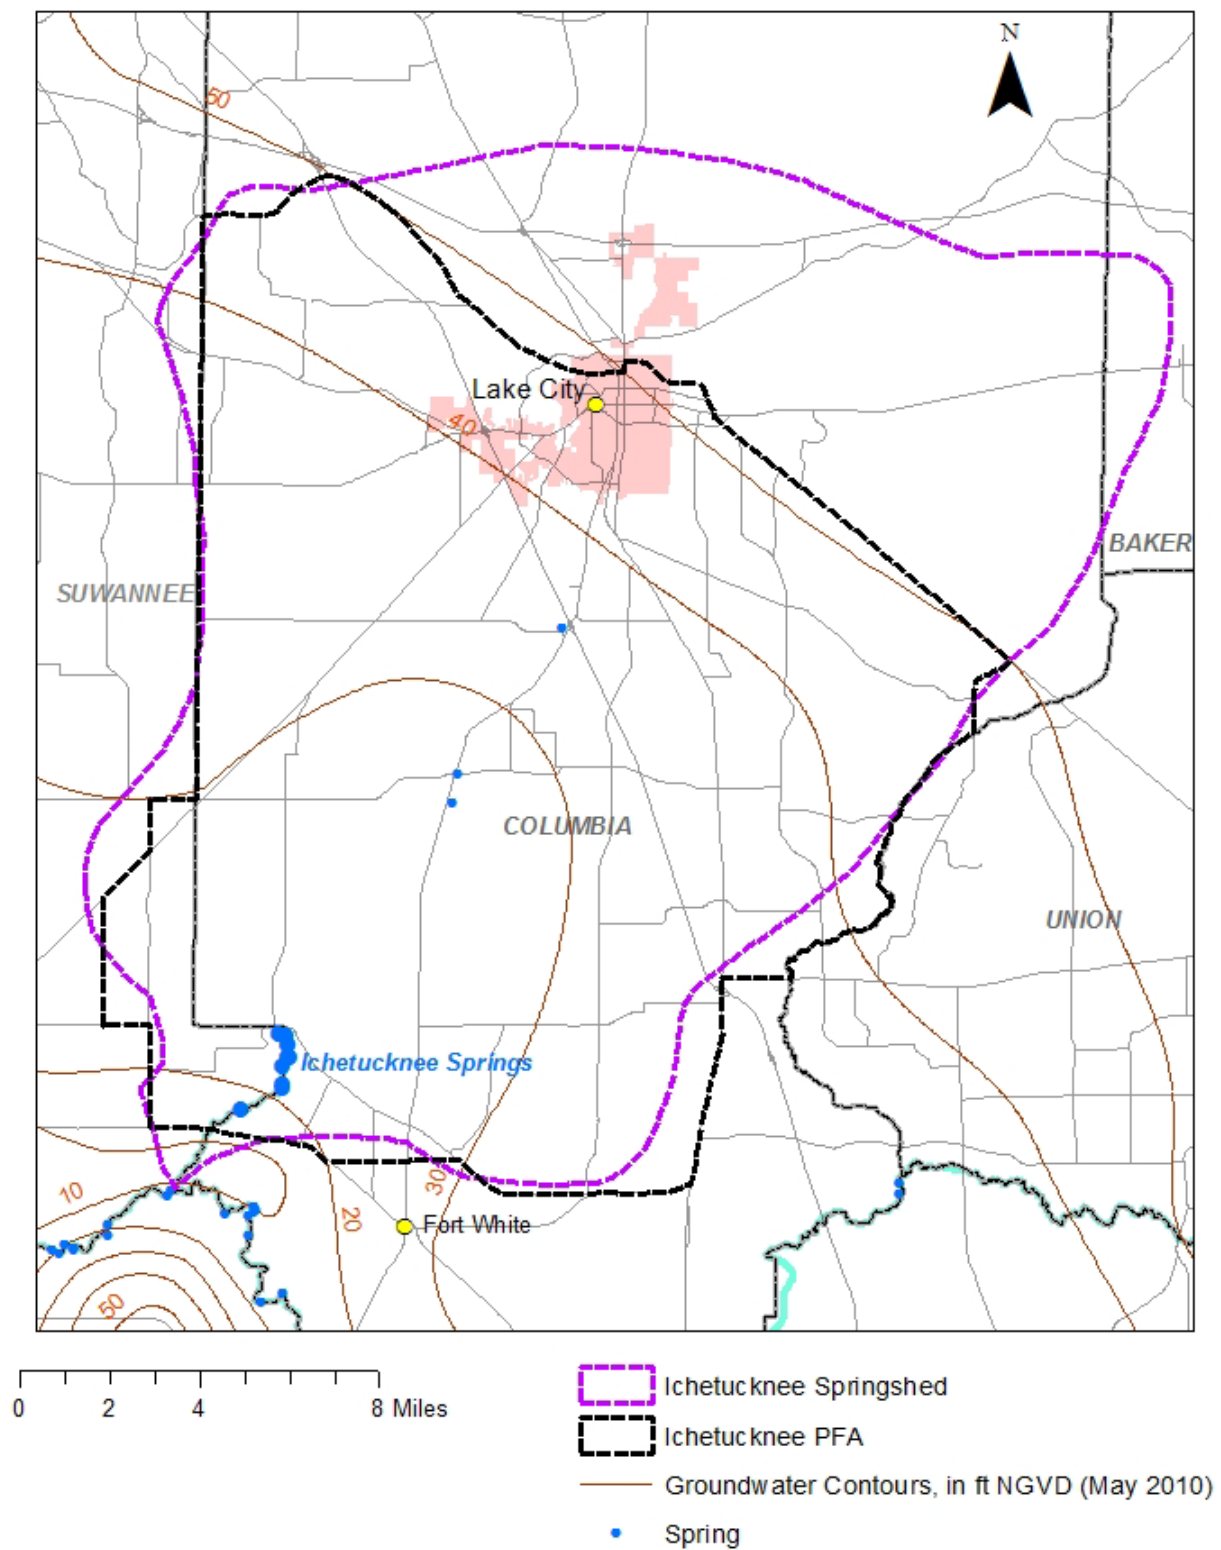 N
50
Lake City
40
BAKER
SUWANNEE
COLUMBIA
UNION
Ichetucknee Springs
10
30
20
Fort White
50
0 2 4 8 Miles
Ichetucknee Springshed
Ichetucknee PFA
Groundwater Contours, in ft NGVD (May 2010)
Spring